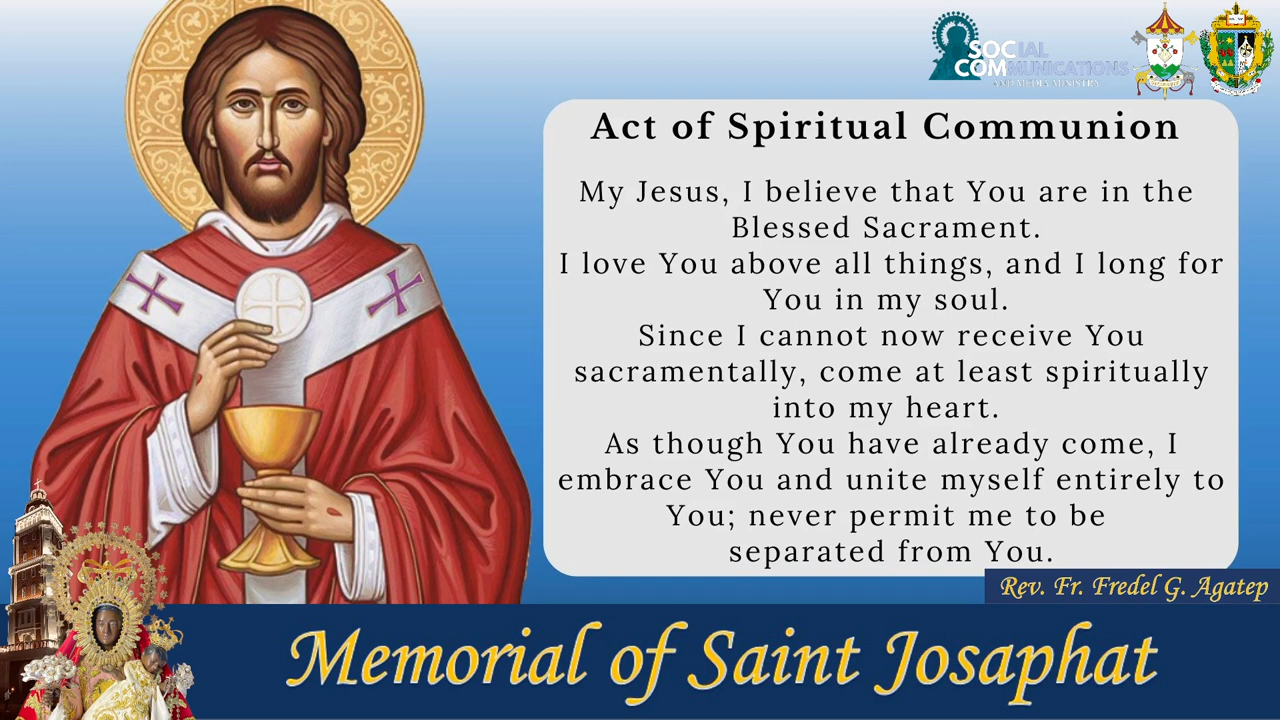 SOCIAL
COMMUNICATIONS
AND MEDIA MINISTRY
Act of Spiritual Communion
My Jesus, I believe that You are in the
Blessed Sacrament.
I love You above all things, and I long for
You in my soul.
Since I cannot now receive You
sacramentally, come at least spiritually
into my heart.
As though You have already come, I
embrace You and unite myself entirely to
You; never permit me to be
separated from You.
Rev. Fr. Fredel G. Agatep
Memorial of Saint Josaphat